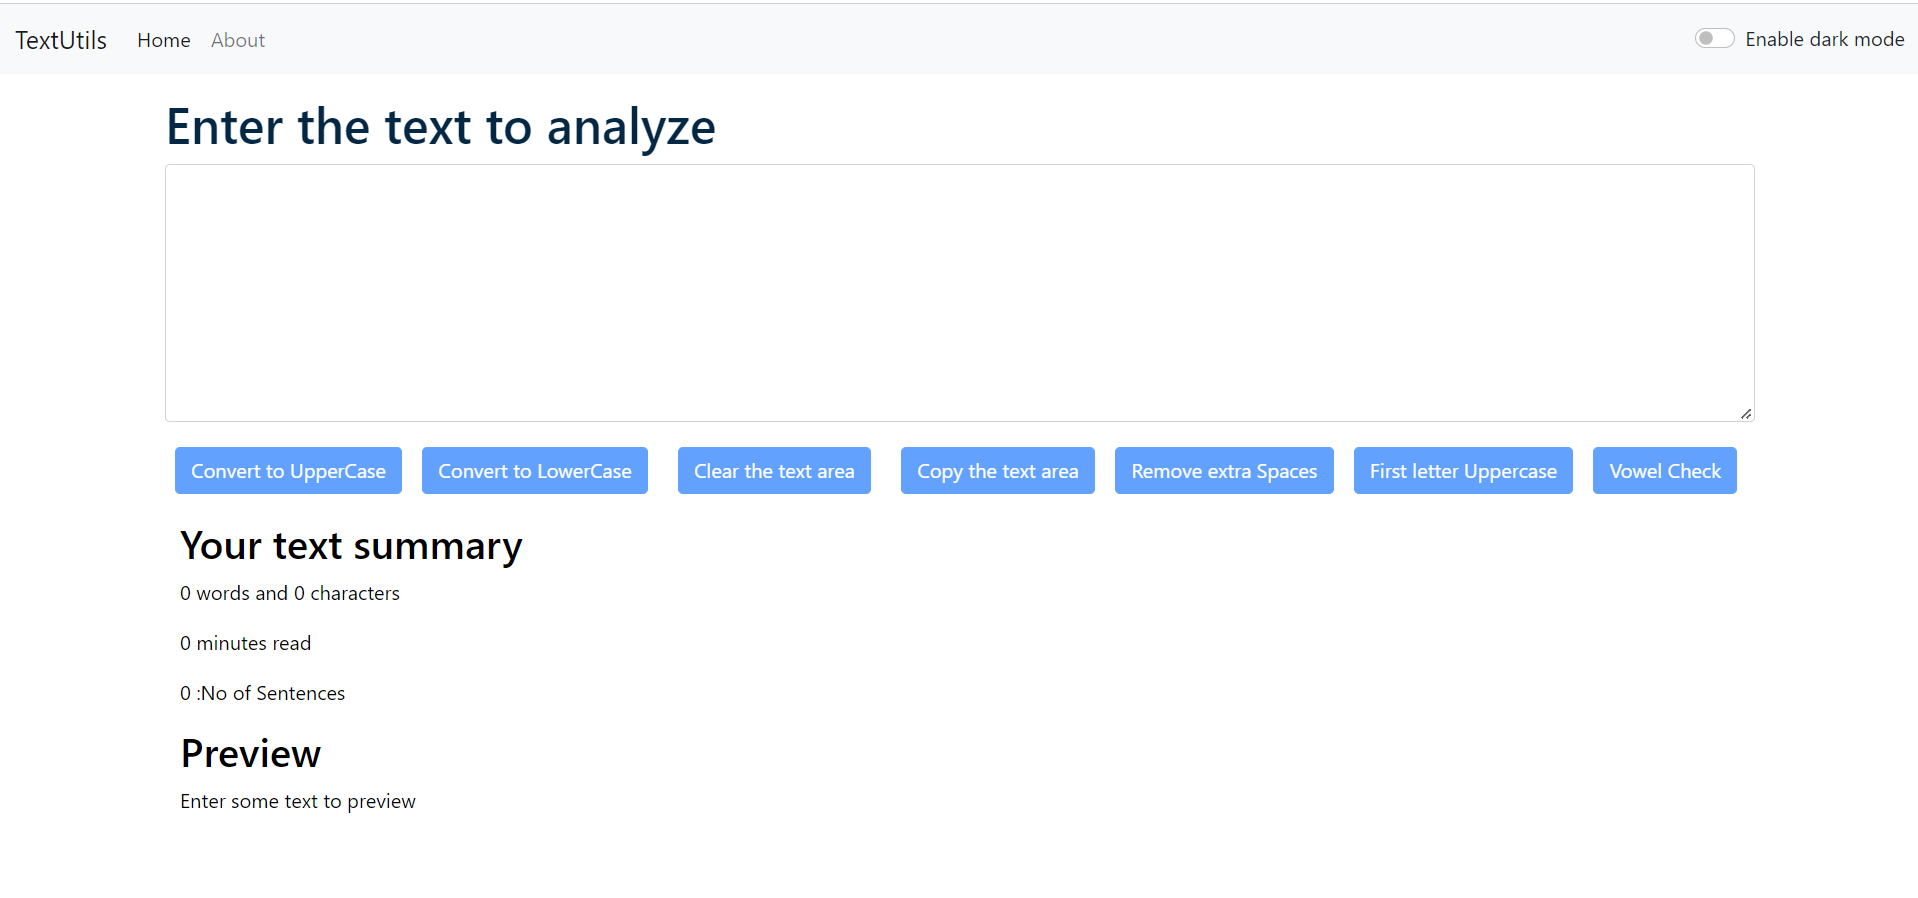 TextUtils Home About Enable dark mode
Enter the text to analyze
Convert to UpperCase Convert to LowerCase Clear the text area Copy the text area Remove extra Spaces First letter Uppercase Vowel Check
Your text summary
0 words and 0 characters
0 minutes read
0 :No of Sentences
Preview
Enter some text to preview